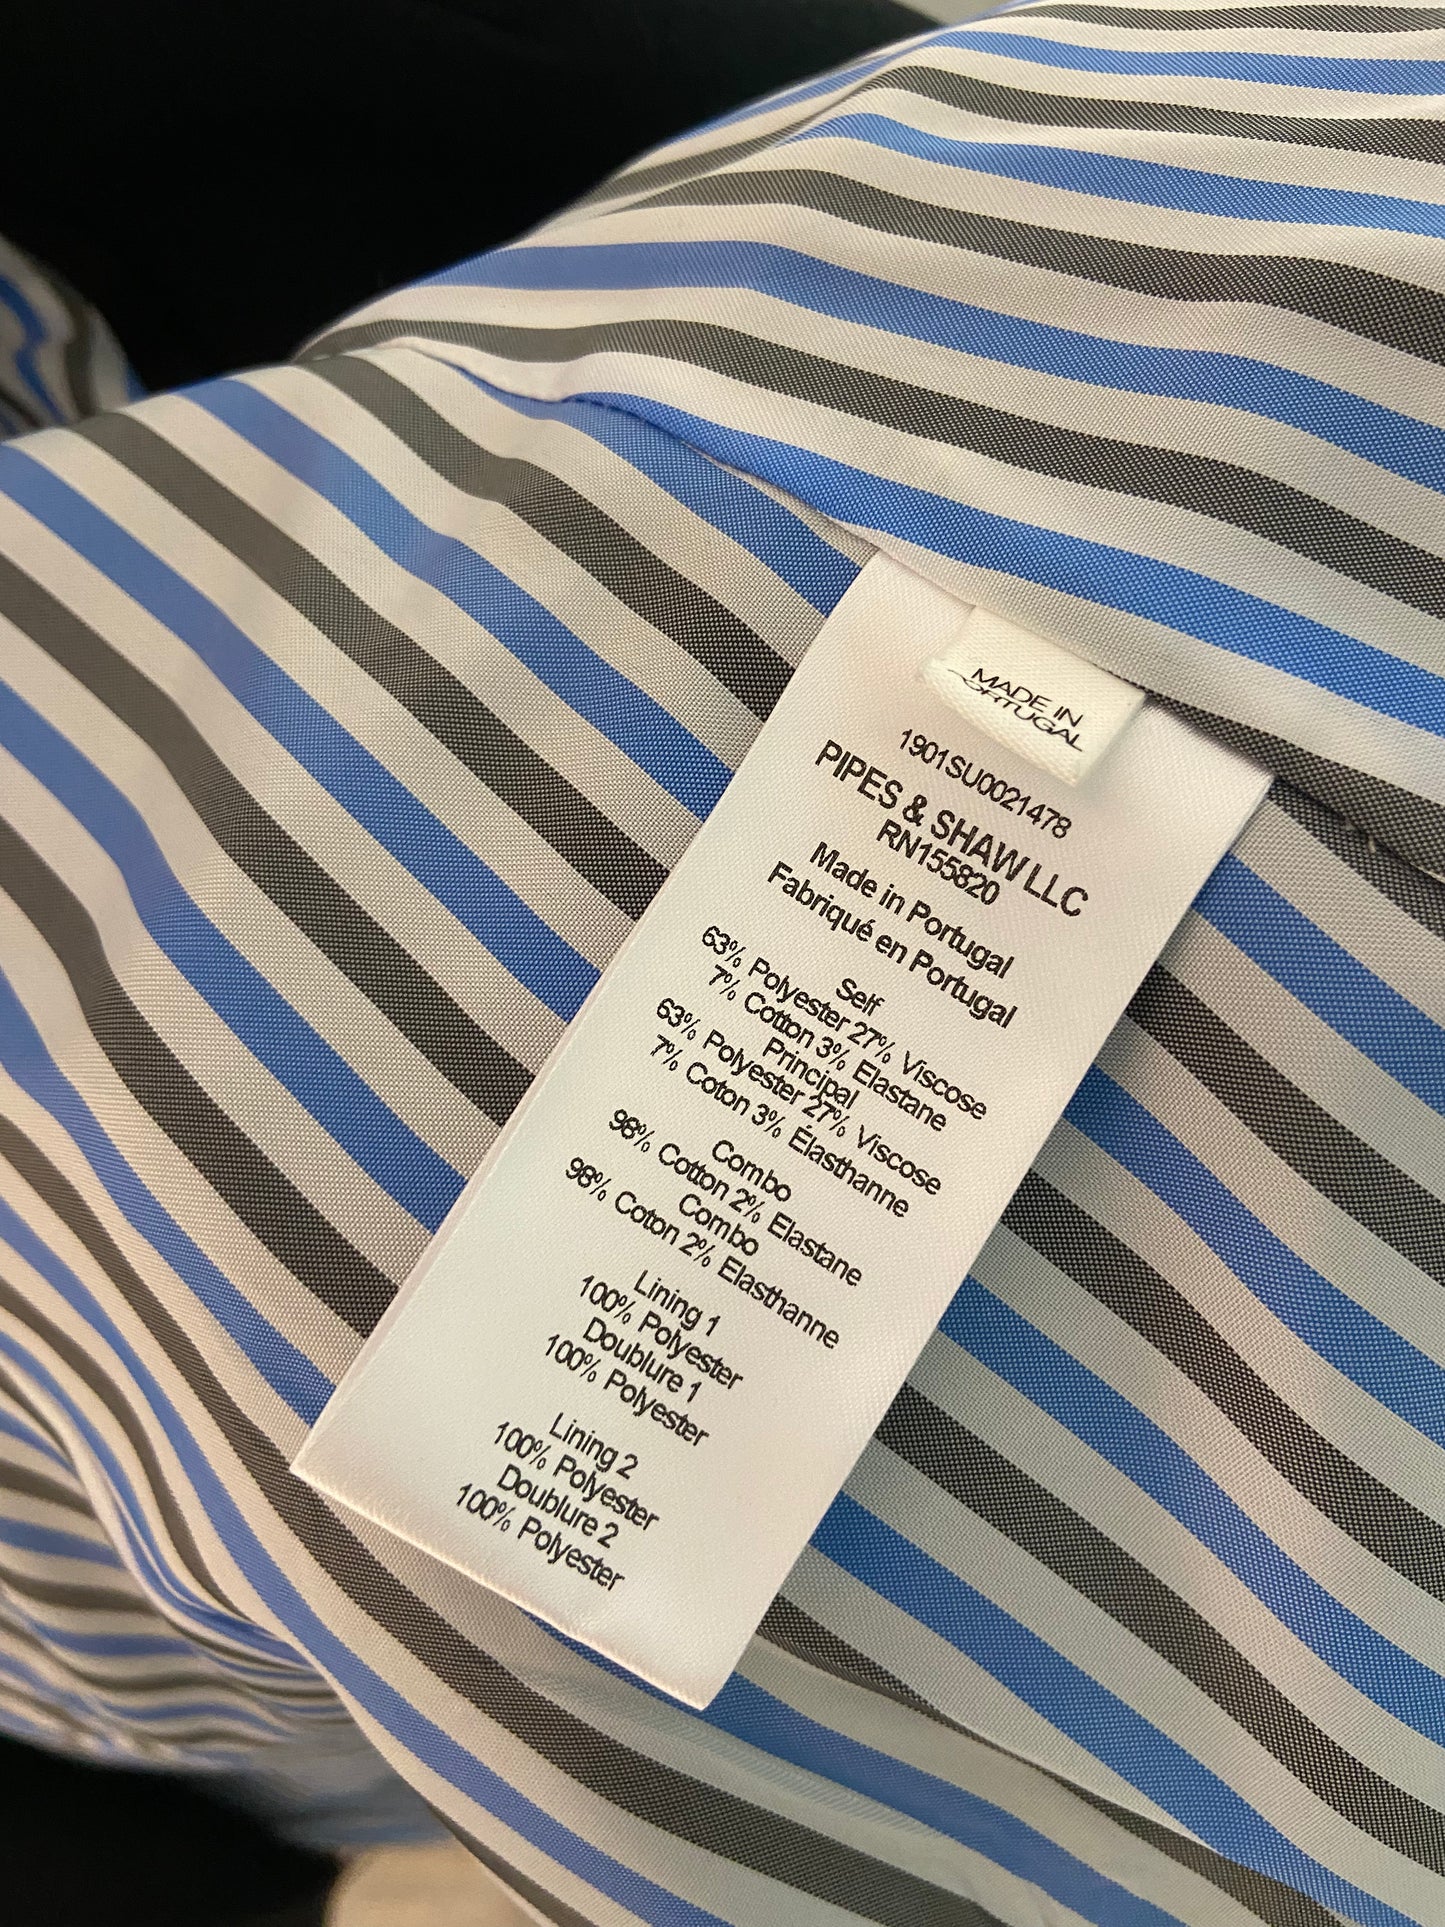 MADE IN
PORTUGAL
1901SU0021478
PIPES & SHAW LLC
RN155820
Made in Portugal
Fabriqué en Portugal
Self
63% Polyester 27% Viscose
7% Cotton 3% Elastane
Principal
63% Polyester 27% Viscose
7% Coton 3% Élasthanne
Combo
98% Cotton 2% Elastane
Combo
98% Coton 2% Elasthanne
Lining 1
100% Polyester
Doublure 1
100% Polyester
Lining 2
100% Polyester
Doublure 2
100% Polyester